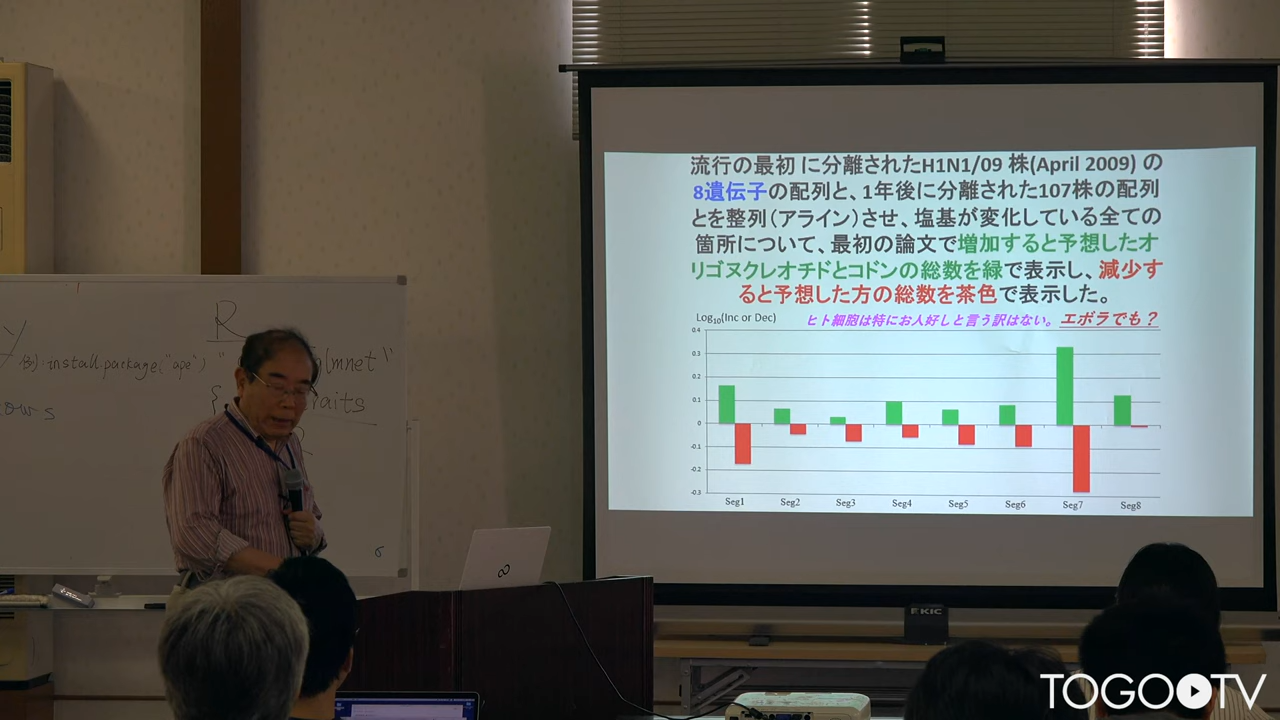 流行の最初に分離されたH1N1/09 株(April 2009) の
8遺伝子の配列と、1年後に分離された107株の配列
とを整列（アライン）させ、塩基が変化している全ての
箇所について、最初の論文で増加すると予想したオ
リゴヌクレオチドとコドンの総数を緑で表示し、減少す
ると予想した方の総数を茶色で表示した。
Log10(Inc or Dec)
ヒト細胞は特にお人好しと言う訳はない。エボラでも？
0.4
0.3
0.2
0.1
0
-0.1
-0.2
-0.3
Seg1 Seg2 Seg3 Seg4 Seg5 Seg6 Seg7 Seg8
R
例) install.package("ape") "
lmnet"
raits
ows
KIC
TOGOTV